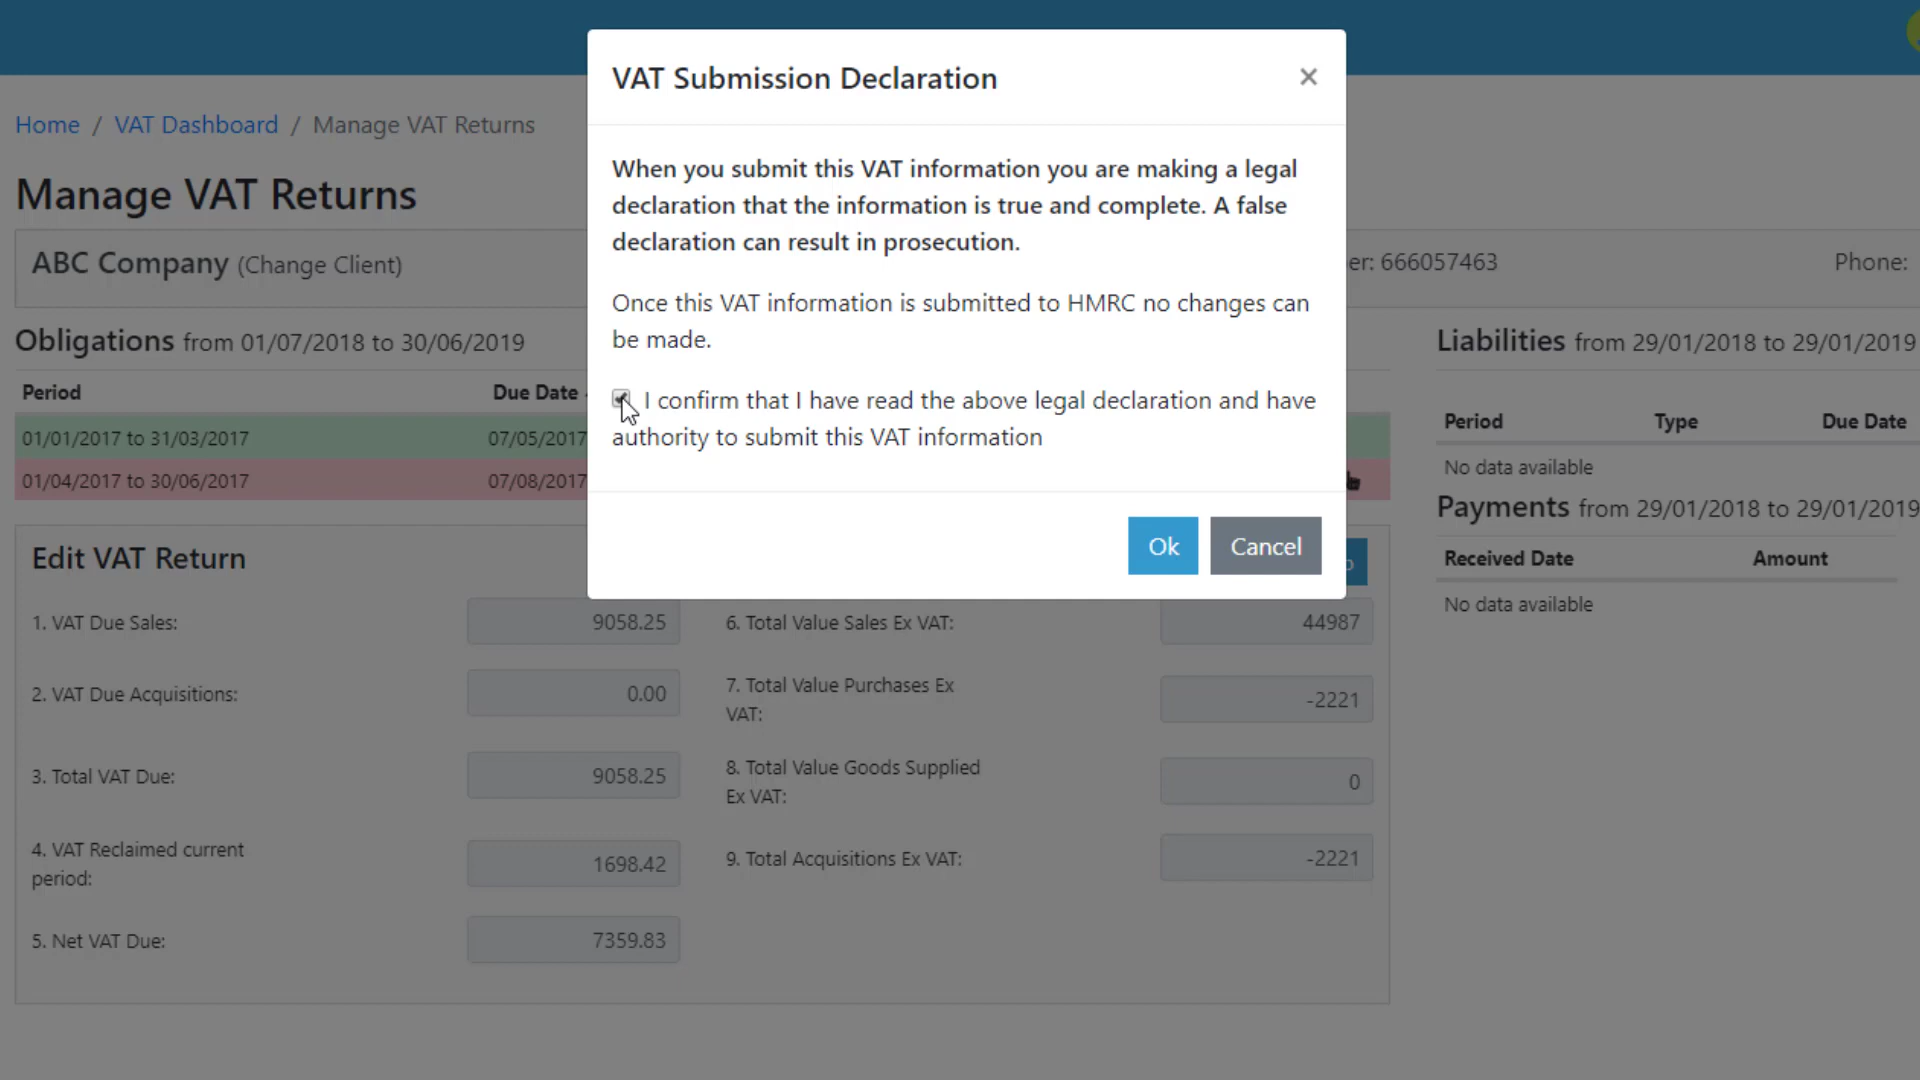 VAT Submission Declaration
×
When you submit this VAT information you are making a legal
declaration that the information is true and complete. A false
declaration can result in prosecution.
Once this VAT information is submitted to HMRC no changes can
be made.
I confirm that I have read the above legal declaration and have
authority to submit this VAT information
Ok Cancel
Home / VAT Dashboard / Manage VAT Returns
Manage VAT Returns
ABC Company (Change Client)
er: 666057463
Phone:
Obligations from 01/07/2018 to 30/06/2019
Period Due Date
01/01/2017 to 31/03/2017 07/05/2017
01/04/2017 to 30/06/2017 07/08/2017
Edit VAT Return
1. VAT Due Sales: 9058.25
2. VAT Due Acquisitions: 0.00
3. Total VAT Due: 9058.25
4. VAT Reclaimed current
period:
1698.42
5. Net VAT Due: 7359.83
6. Total Value Sales Ex VAT: 44987
7. Total Value Purchases Ex
VAT:
-2221
8. Total Value Goods Supplied
Ex VAT:
0
9. Total Acquisitions Ex VAT: -2221
Liabilities from 29/01/2018 to 29/01/2019
Period Type Due Date
No data available
Payments from 29/01/2018 to 29/01/2019
Received Date Amount
No data available